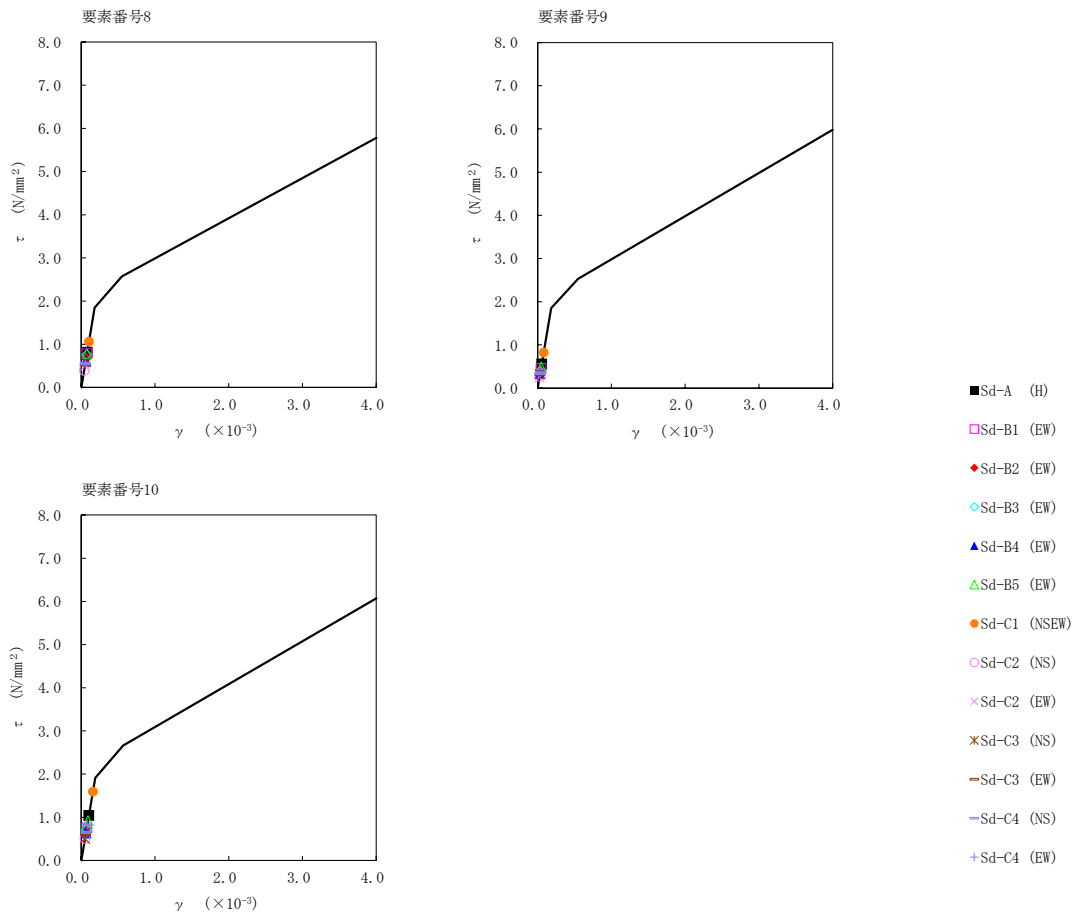 要素番号8
8.0
7.0
6.0
5.0
4.0
3.0
2.0
1.0
0.0
τ (N/mm²)
0.0 1.0 2.0 3.0 4.0
γ (×10⁻³)
要素番号9
8.0
7.0
6.0
5.0
4.0
3.0
2.0
1.0
0.0
τ (N/mm²)
0.0 1.0 2.0 3.0 4.0
γ (×10⁻³)
要素番号10
8.0
7.0
6.0
5.0
4.0
3.0
2.0
1.0
0.0
τ (N/mm²)
0.0 1.0 2.0 3.0 4.0
γ (×10⁻³)
Sd-A (H)
Sd-B1 (EW)
Sd-B2 (EW)
Sd-B3 (EW)
Sd-B4 (EW)
Sd-B5 (EW)
Sd-C1 (NSEW)
Sd-C2 (NS)
Sd-C2 (EW)
Sd-C3 (NS)
Sd-C3 (EW)
Sd-C4 (NS)
Sd-C4 (EW)